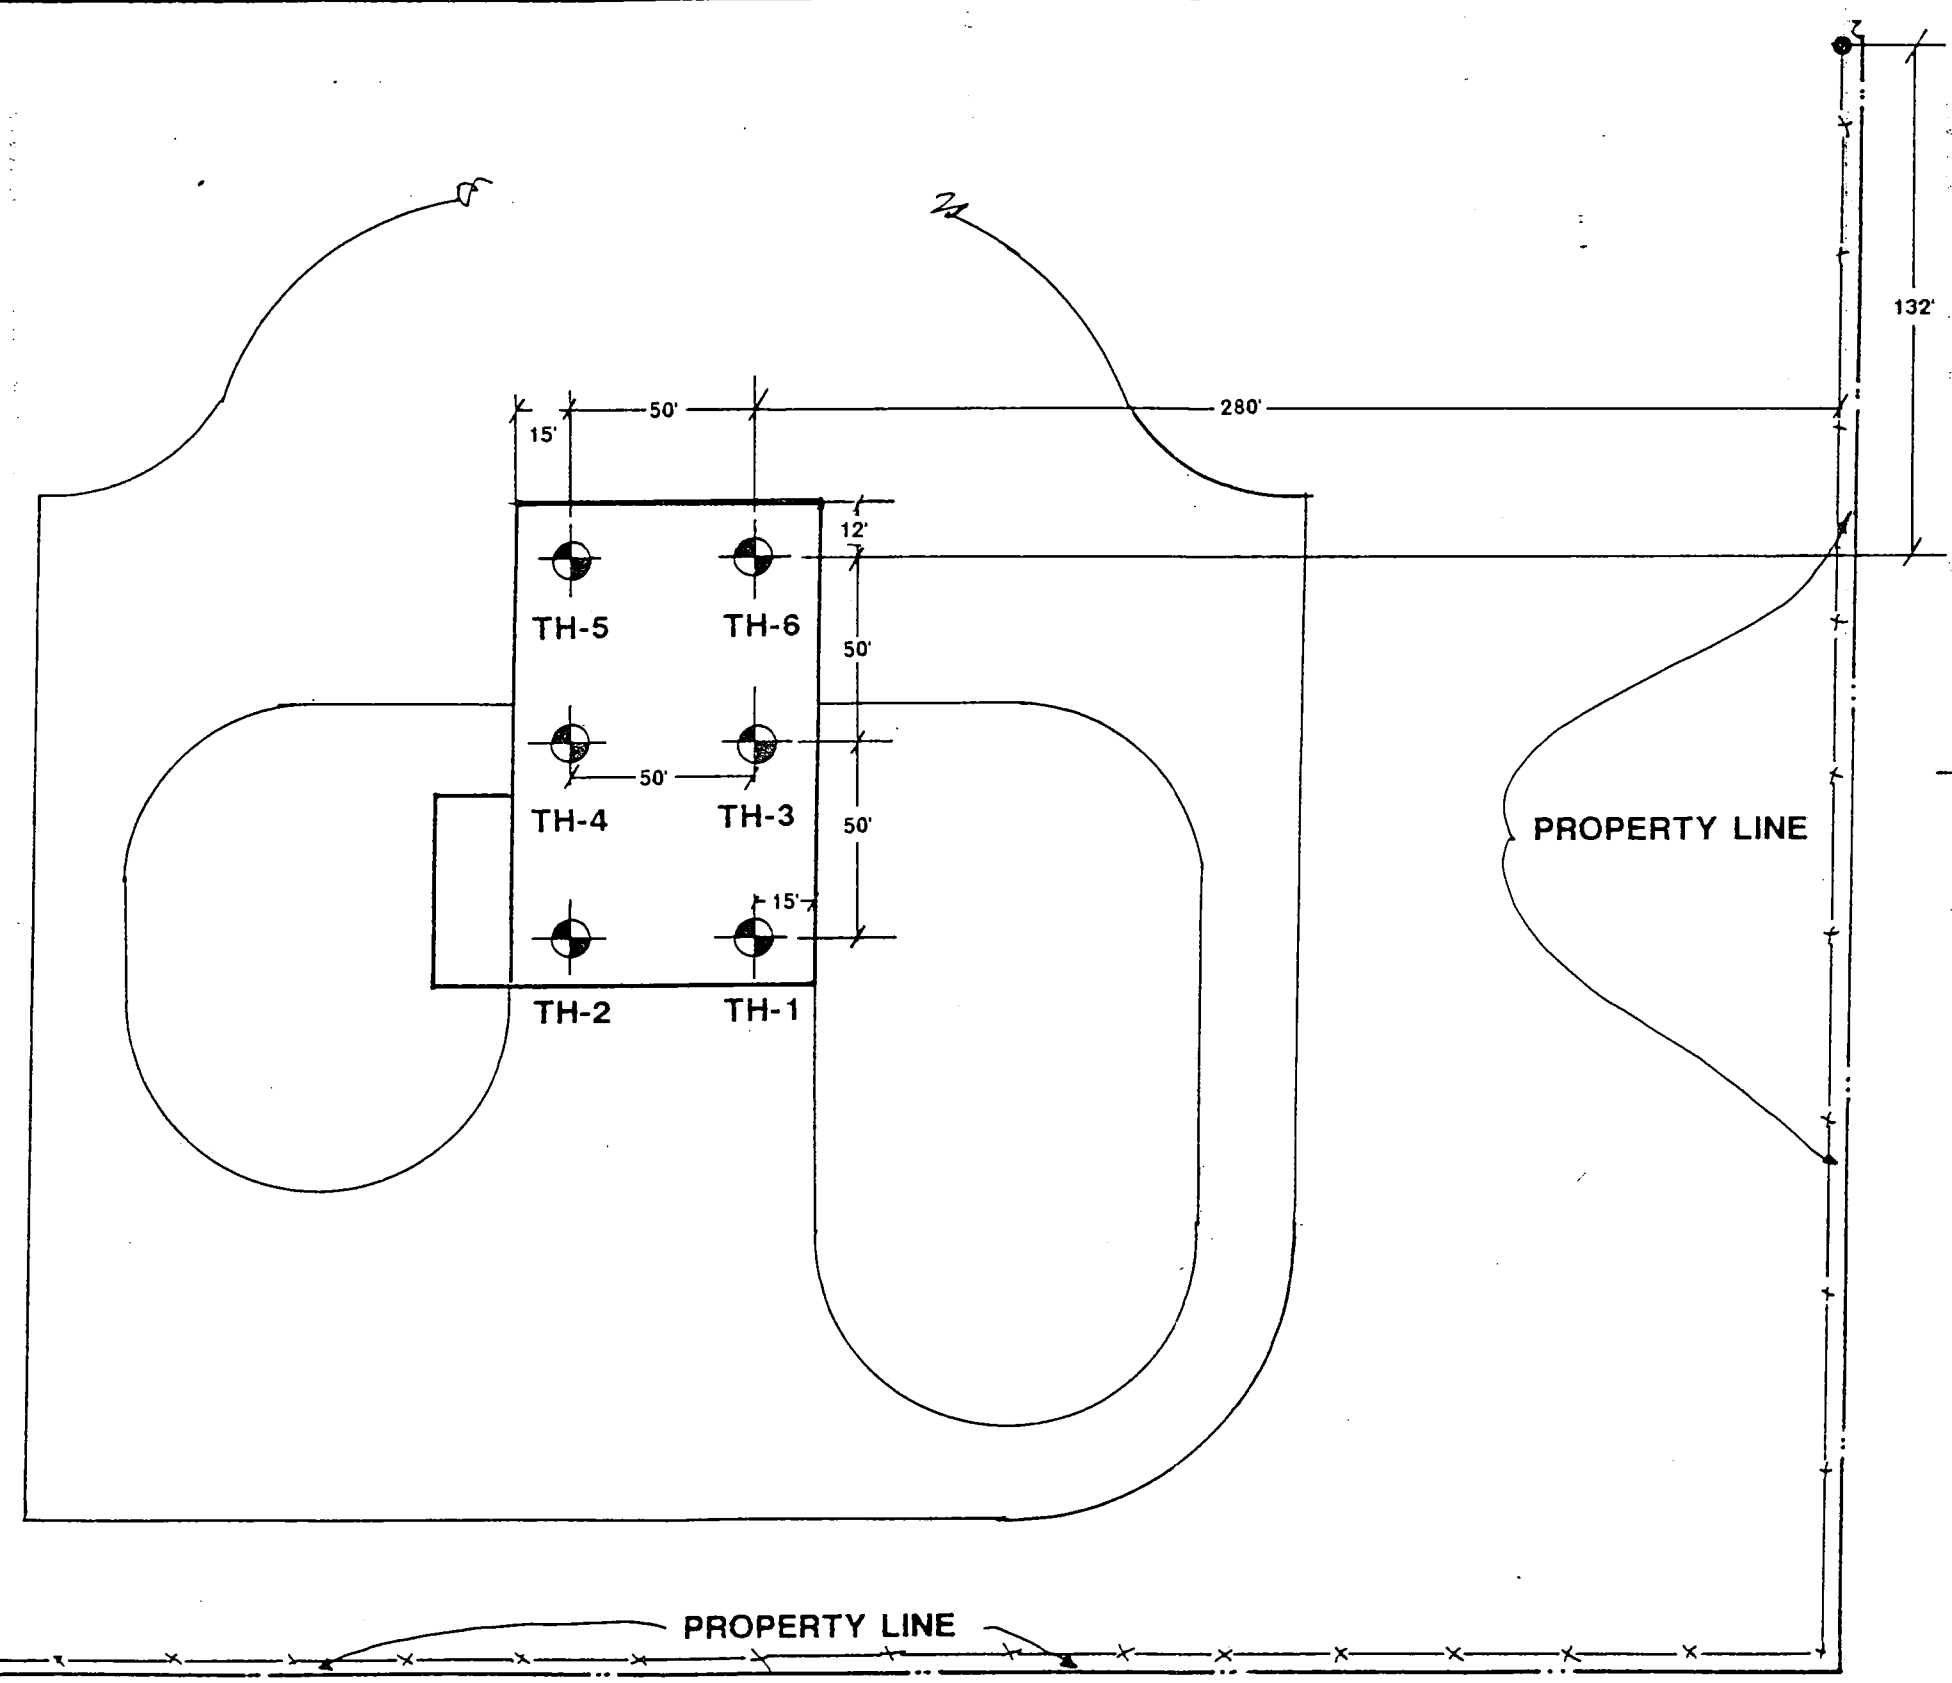 132'
50'
280'
15'
12'
TH-5
TH-6
50'
50'
TH-4
TH-3
50'
PROPERTY LINE
15'
TH-2
TH-1
PROPERTY LINE